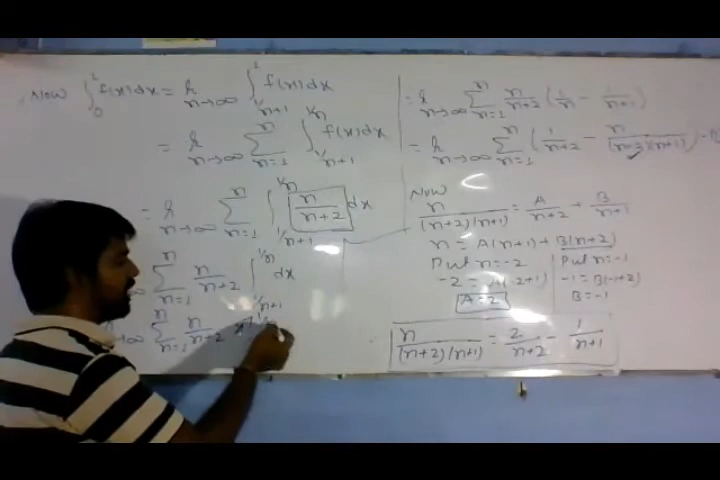 Now ∫₀¹ f(x)dx = lt n→∞ ∫_{1/n+1}^{1} f(x)dx
= lt n→∞ Σ_{n=1}^{n} ∫_{1/n+1}^{1/n} f(x)dx
= lt n→∞ Σ_{n=1}^{n} ∫_{1/n+1}^{1/n} n/(n+2) dx
→∞ Σ_{n=1}^{n} n/(n+2) ∫_{1/n+1}^{1/n} dx
→∞ Σ_{n=1}^{n} n/(n+2)
= lt n→∞ Σ_{n=1}^{n} n/(n+2) (1/n - 1/(n+1))
= lt n→∞ Σ_{n=1}^{n} (1/(n+2) - n/((n+2)(n+1)))
Now
n/((n+2)(n+1)) = A/(n+2) + B/(n+1)
n = A(n+1) + B(n+2)
Put n=-2
-2 = A(-2+1)
A=2
Put n=-1
-1 = B(-1+2)
B=-1
n/((n+2)(n+1)) = 2/(n+2) - 1/(n+1)